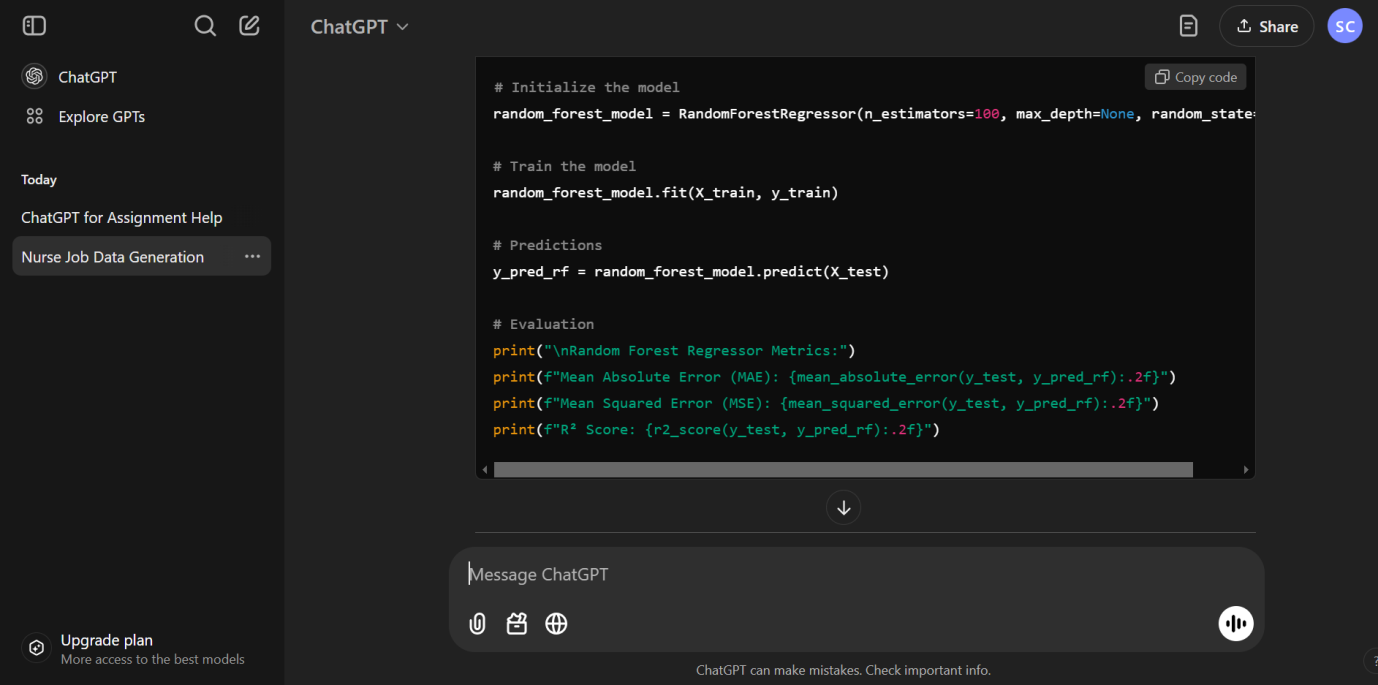 ChatGPT
Share
SC
ChatGPT
Explore GPTs
Today
ChatGPT for Assignment Help
Nurse Job Data Generation
Copy code
# Initialize the model
random_forest_model = RandomForestRegressor(n_estimators=100, max_depth=None, random_state=
# Train the model
random_forest_model.fit(X_train, y_train)
# Predictions
y_pred_rf = random_forest_model.predict(X_test)
# Evaluation
print("\nRandom Forest Regressor Metrics:")
print(f"Mean Absolute Error (MAE): {mean_absolute_error(y_test, y_pred_rf):.2f}")
print(f"Mean Squared Error (MSE): {mean_squared_error(y_test, y_pred_rf):.2f}")
print(f"R² Score: {r2_score(y_test, y_pred_rf):.2f}")
Message ChatGPT
Upgrade plan
More access to the best models
ChatGPT can make mistakes. Check important info.
?